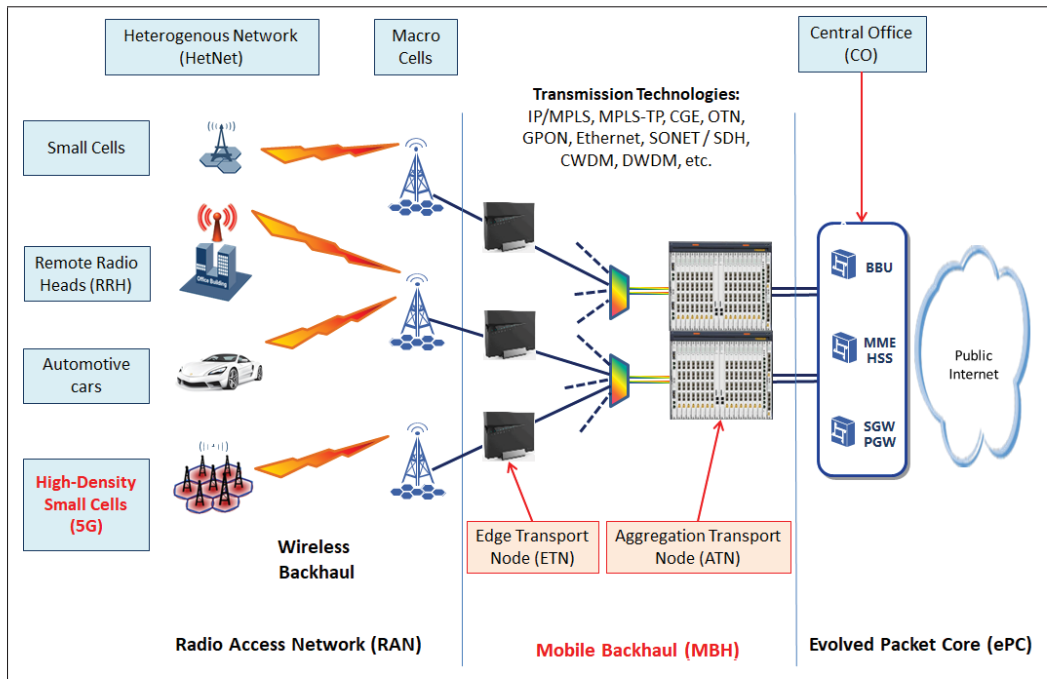 Heterogenous Network
(HetNet)
Macro
Cells
Central Office
(CO)
Transmission Technologies:
IP/MPLS, MPLS-TP, CGE, OTN,
GPON, Ethernet, SONET / SDH,
CWDM, DWDM, etc.
Small Cells
Remote Radio
Heads (RRH)
Office Building
Automotive
cars
High-Density
Small Cells
(5G)
BBU
MME
HSS
SGW
PGW
Public
Internet
Wireless
Backhaul
Edge Transport
Node (ETN)
Aggregation Transport
Node (ATN)
Radio Access Network (RAN)
Mobile Backhaul (MBH)
Evolved Packet Core (ePC)